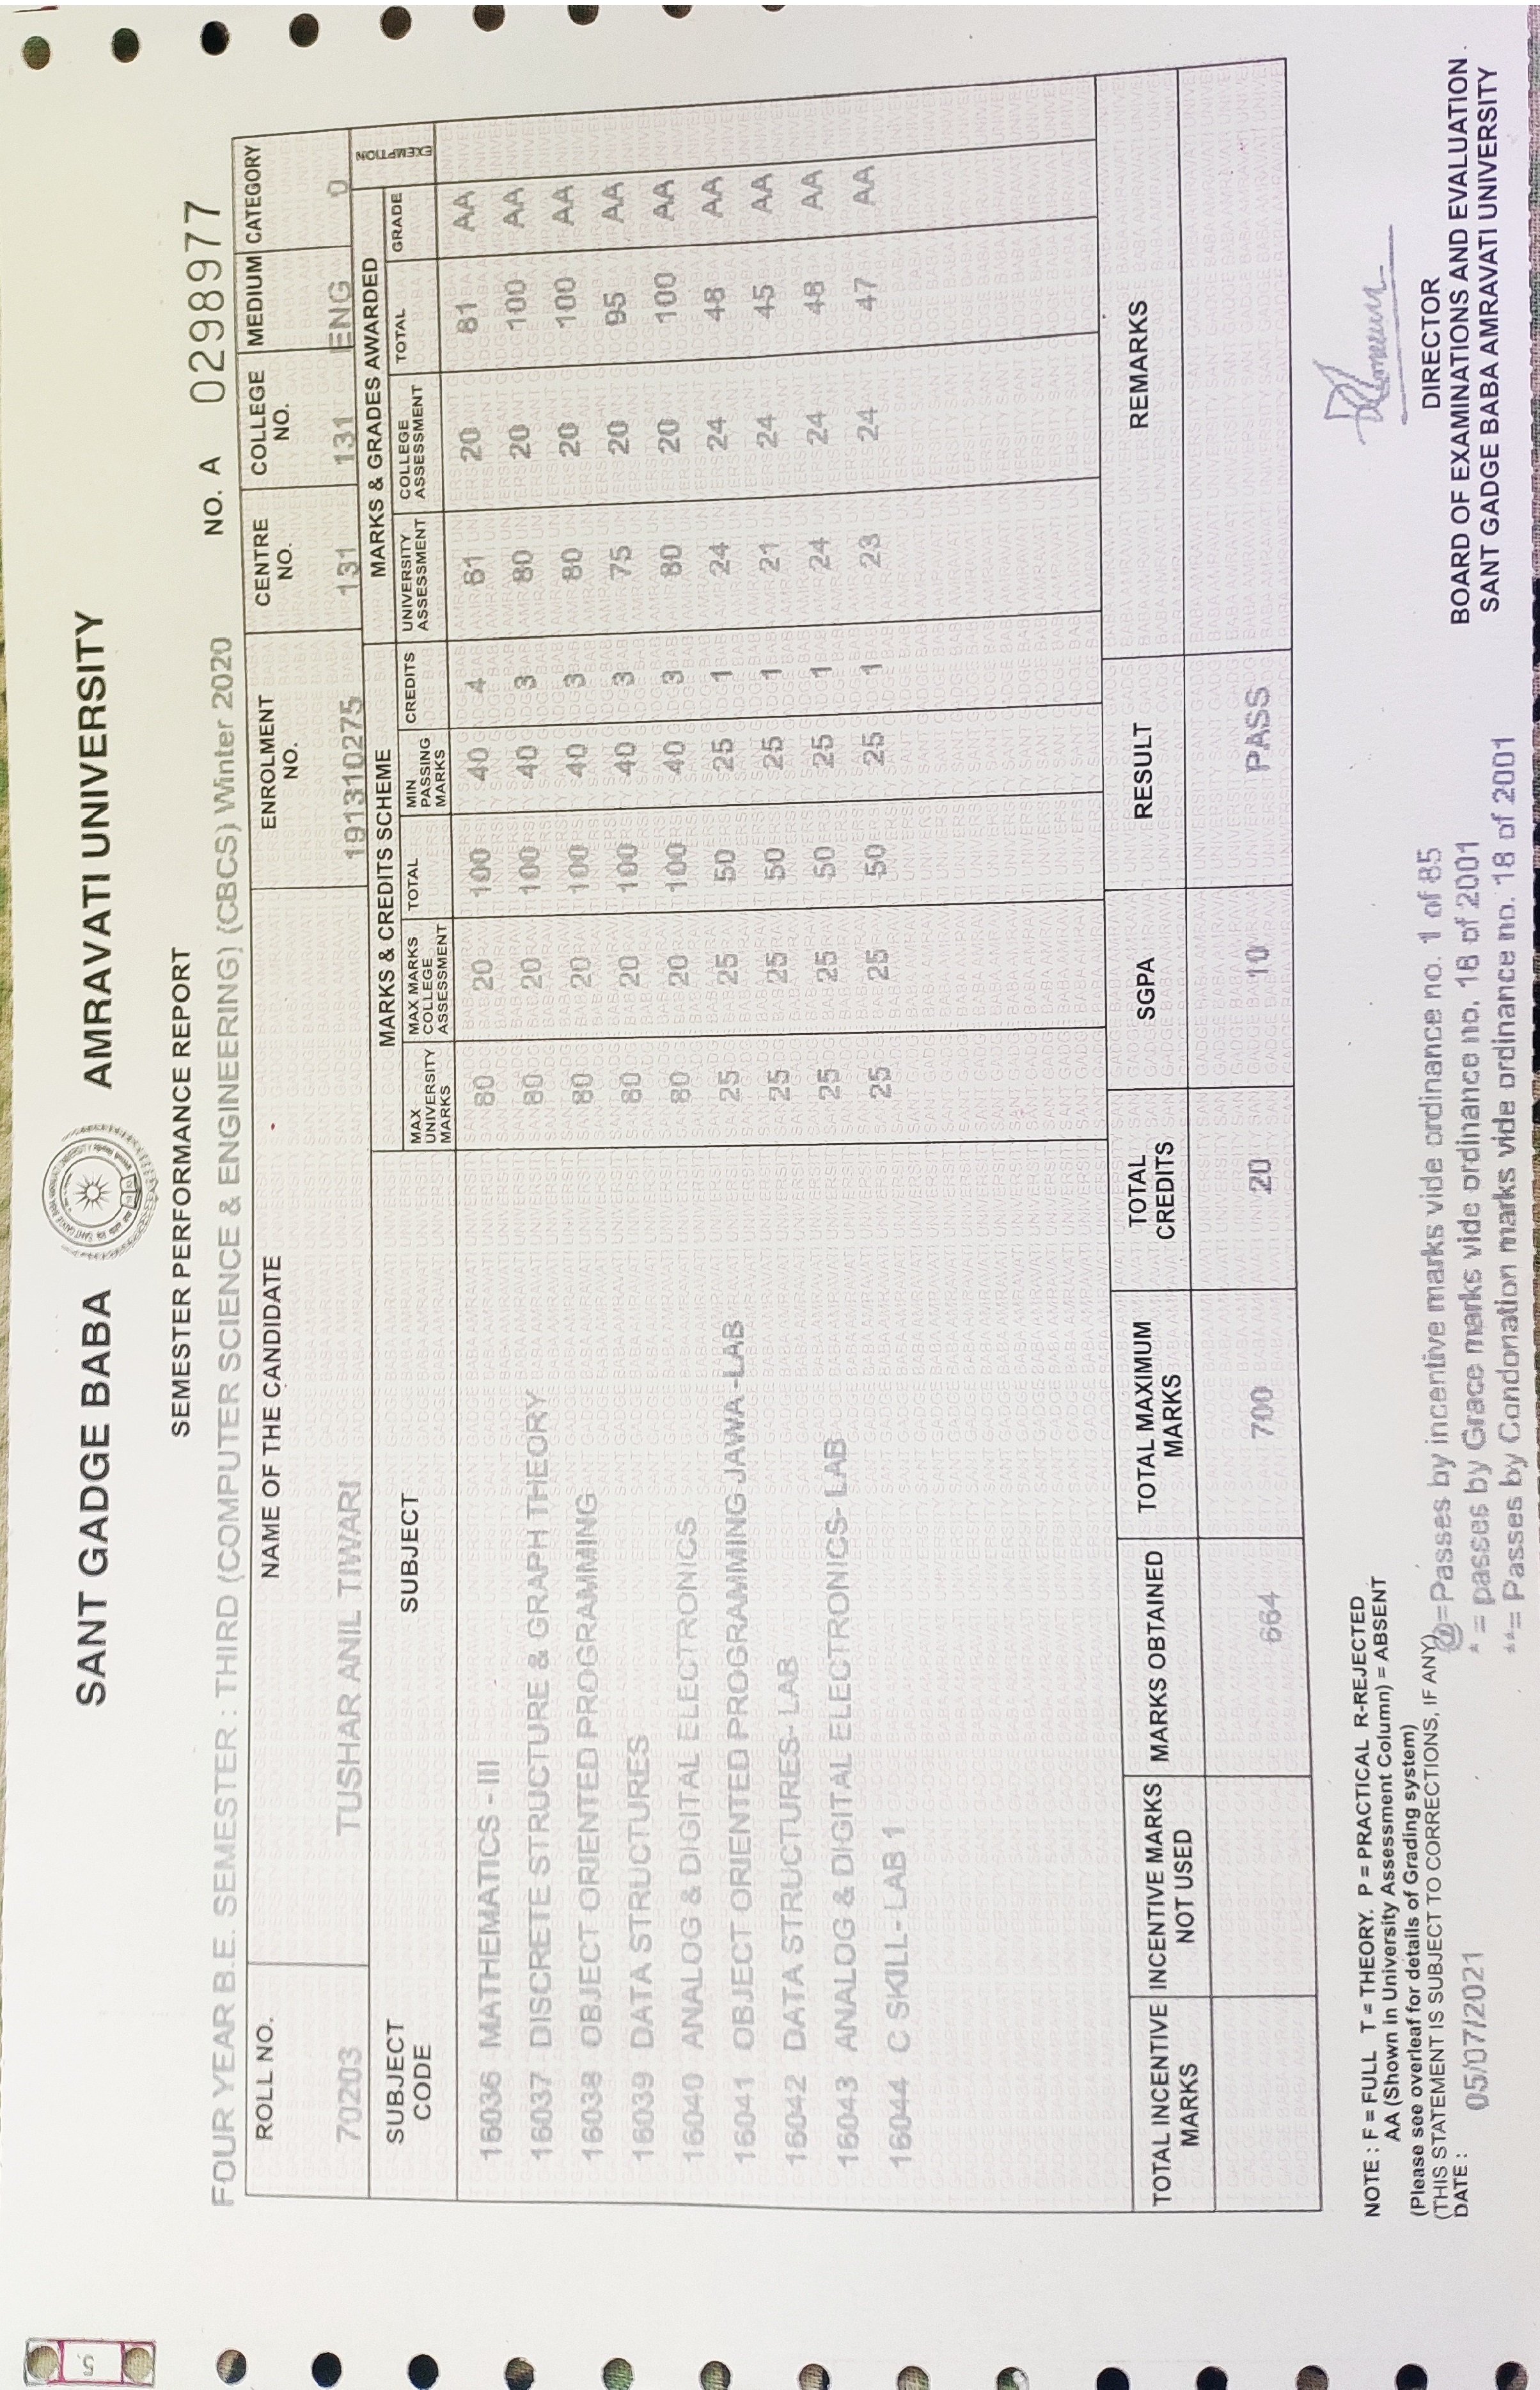 5.
SANT GADGE BABA AMRAVATI UNIVERSITY
SEMESTER PERFORMANCE REPORT
NO. A 0298977
FOUR YEAR B.E. SEMESTER : THIRD (COMPUTER SCIENCE & ENGINEERING) (CBCS) Winter 2020
ROLL NO. NAME OF THE CANDIDATE ENROLMENT NO. CENTRE NO. COLLEGE NO. MEDIUM CATEGORY
70203 TUSHAR ANIL TIWARI 191310275 131 131 ENG 0
SUBJECT CODE SUBJECT MARKS & CREDITS SCHEME MARKS & GRADES AWARDED EXEMPTION
MAX UNIVERSITY MARKS MAX MARKS COLLEGE ASSESSMENT TOTAL MIN PASSING MARKS CREDITS UNIVERSITY ASSESSMENT COLLEGE ASSESSMENT TOTAL GRADE
16036 MATHEMATICS - III 80 20 100 40 4 61 20 81 AA
16037 DISCRETE STRUCTURE & GRAPH THEORY 80 20 100 40 3 80 20 100 AA
16038 OBJECT ORIENTED PROGRAMMING 80 20 100 40 3 80 20 100 AA
16039 DATA STRUCTURES 80 20 100 40 3 75 20 95 AA
16040 ANALOG & DIGITAL ELECTRONICS 80 20 100 40 3 80 20 100 AA
16041 OBJECT ORIENTED PROGRAMMING JAWA -LAB 25 25 50 25 1 24 24 48 AA
16042 DATA STRUCTURES- LAB 25 25 50 25 1 21 24 45 AA
16043 ANALOG & DIGITAL ELECTRONICS- LAB 25 25 50 25 1 24 24 48 AA
16044 C SKILL- LAB 1 25 25 50 25 1 23 24 47 AA
TOTAL INCENTIVE MARKS INCENTIVE MARKS NOT USED MARKS OBTAINED TOTAL MAXIMUM MARKS TOTAL CREDITS SGPA RESULT REMARKS
664 700 20 10 PASS
NOTE : F = FULL T = THEORY. P = PRACTICAL R-REJECTED
AA (Shown in University Assessment Column) = ABSENT
(Please see overleaf for details of Grading system)
(THIS STATEMENT IS SUBJECT TO CORRECTIONS, IF ANY)
DATE : 05/07/2021
@=Passes by incentive marks vide ordinance no. 1 of 85
* = passes by Grace marks vide ordinance no. 18 of 2001
**= Passes by Condonation marks vide ordinance no. 18 of 2001
DIRECTOR
BOARD OF EXAMINATIONS AND EVALUATION.
SANT GADGE BABA AMRAVATI UNIVERSITY